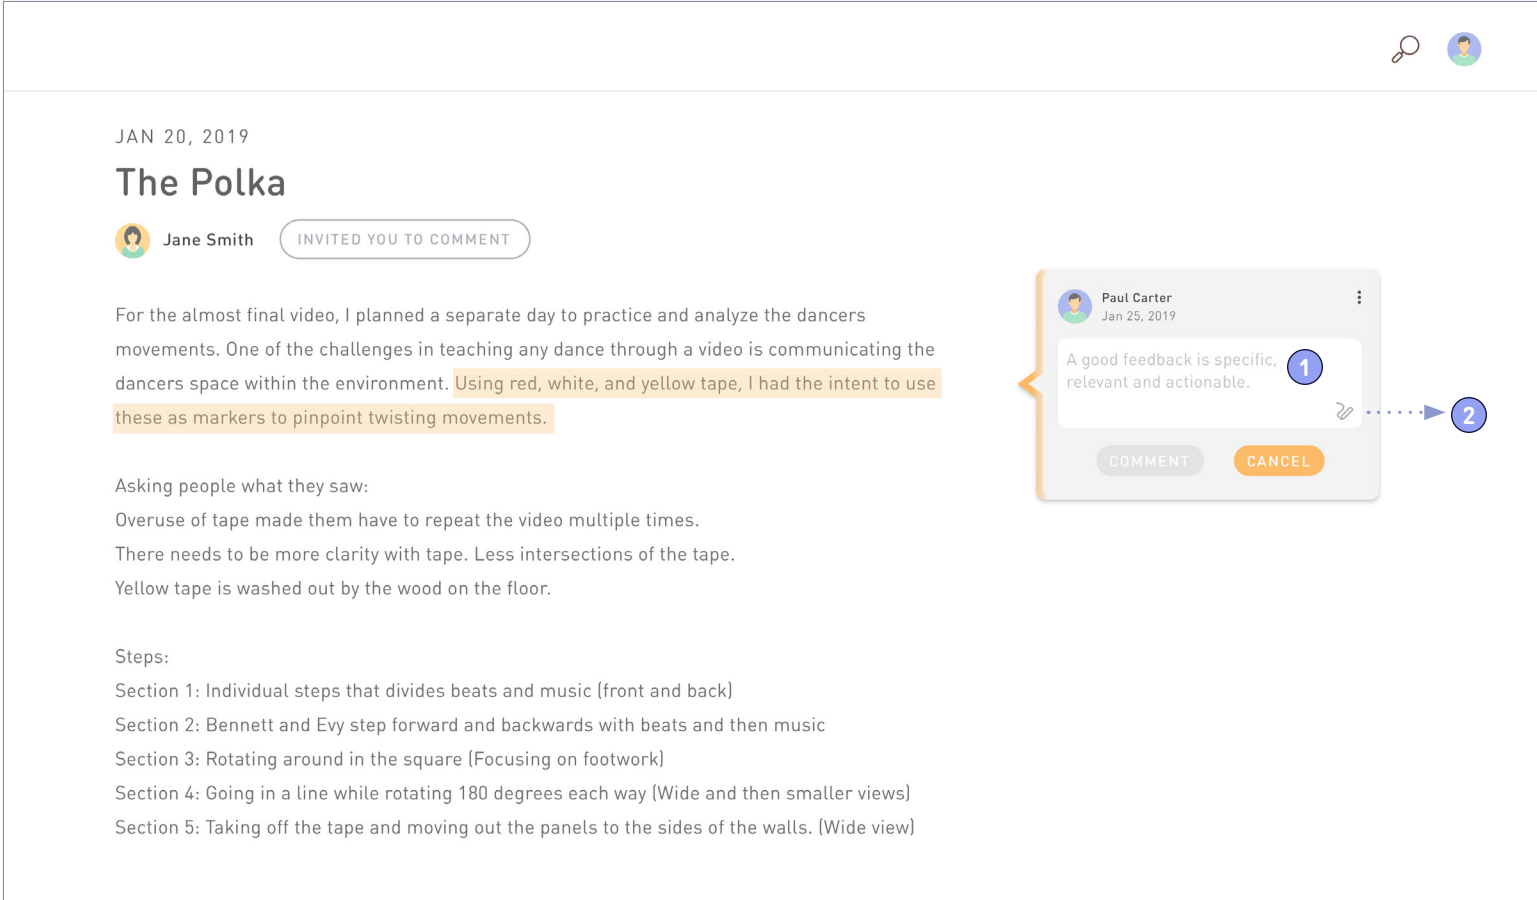 JAN 20, 2019
The Polka
Jane Smith
INVITED YOU TO COMMENT
For the almost final video, I planned a separate day to practice and analyze the dancers
movements. One of the challenges in teaching any dance through a video is communicating the
dancers space within the environment. Using red, white, and yellow tape, I had the intent to use
these as markers to pinpoint twisting movements.
Asking people what they saw:
Overuse of tape made them have to repeat the video multiple times.
There needs to be more clarity with tape. Less intersections of the tape.
Yellow tape is washed out by the wood on the floor.
Steps:
Section 1: Individual steps that divides beats and music (front and back)
Section 2: Bennett and Evy step forward and backwards with beats and then music
Section 3: Rotating around in the square (Focusing on footwork)
Section 4: Going in a line while rotating 180 degrees each way (Wide and then smaller views)
Section 5: Taking off the tape and moving out the panels to the sides of the walls. (Wide view)
Paul Carter
Jan 25, 2019
A good feedback is specific,
relevant and actionable.
1
2
COMMENT
CANCEL